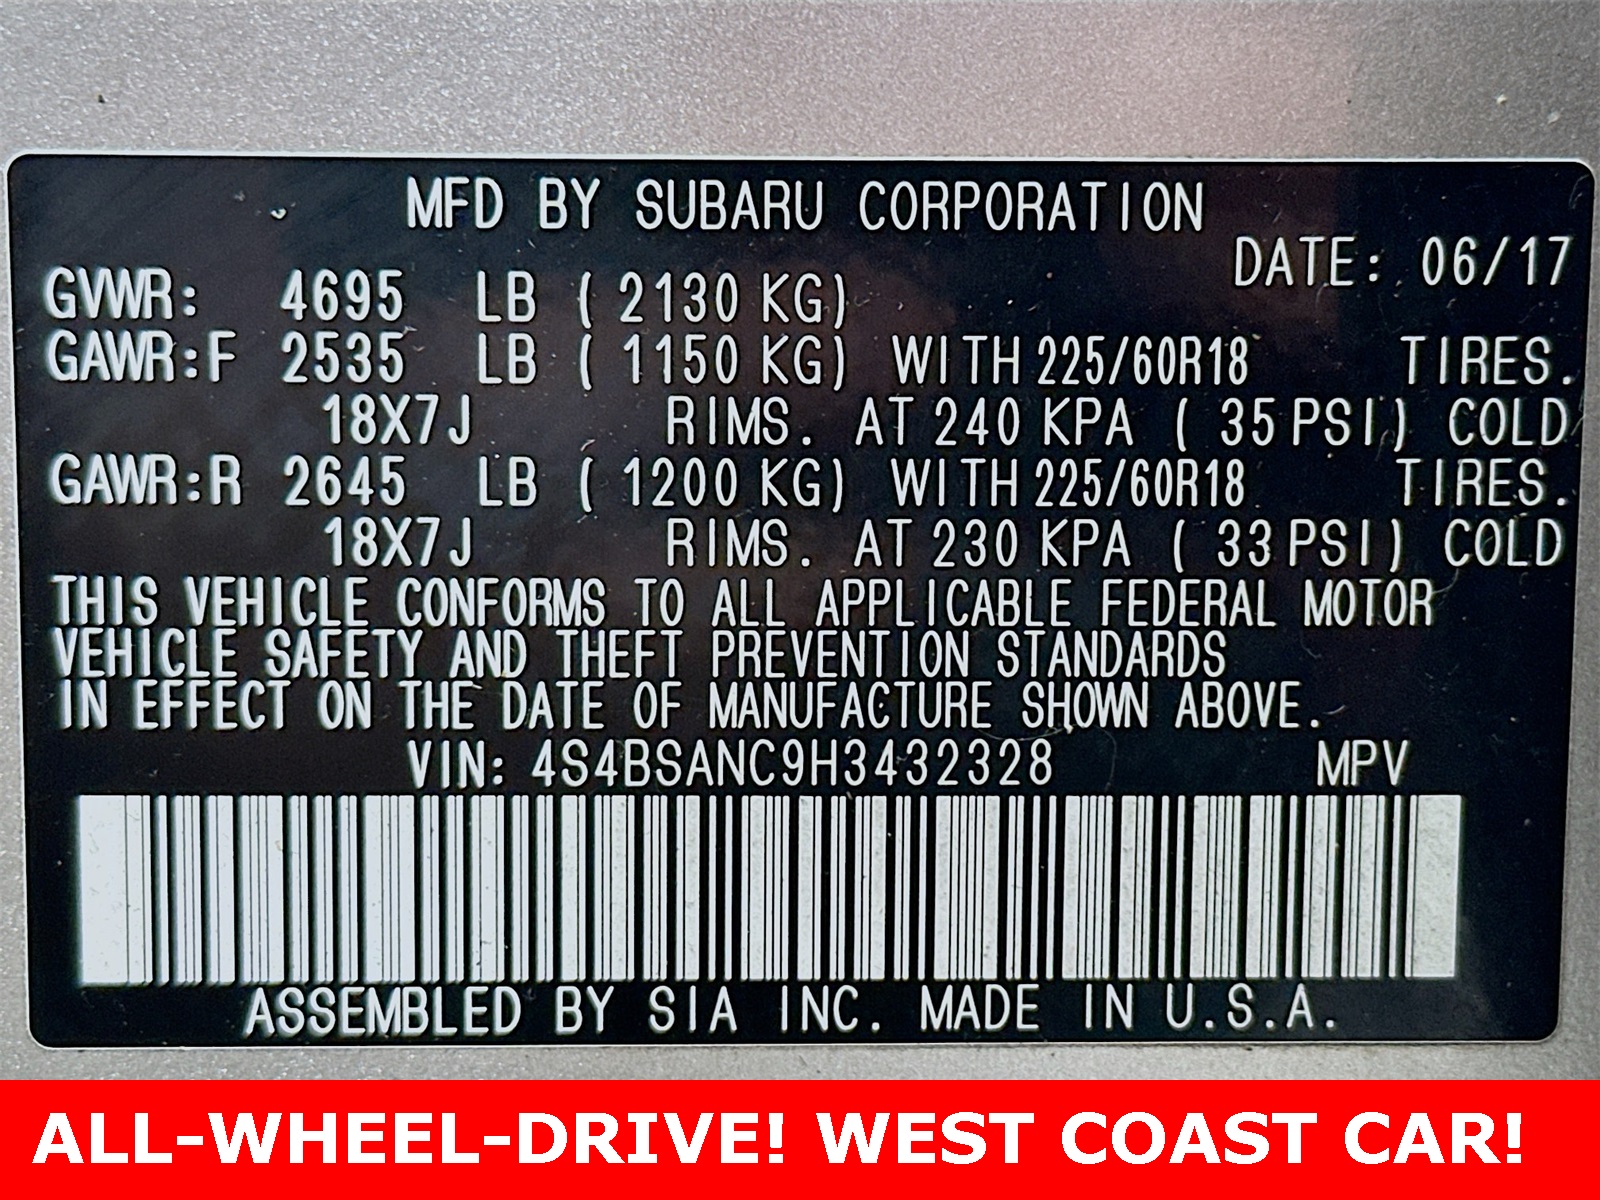 MFD BY SUBARU CORPORATION
DATE: 06/17
GVWR: 4695 LB ( 2130 KG)
GAWR:F 2535 LB ( 1150 KG) WITH 225/60R18 TIRES.
18X7J RIMS. AT 240 KPA ( 35 PSI) COLD
GAWR:R 2645 LB ( 1200 KG) WITH 225/60R18 TIRES.
18X7J RIMS. AT 230 KPA ( 33 PSI) COLD
THIS VEHICLE CONFORMS TO ALL APPLICABLE FEDERAL MOTOR
VEHICLE SAFETY AND THEFT PREVENTION STANDARDS
IN EFFECT ON THE DATE OF MANUFACTURE SHOWN ABOVE.
VIN: 4S4BSANC9H3432328 MPV
ASSEMBLED BY SIA INC. MADE IN U.S.A.
ALL-WHEEL-DRIVE! WEST COAST CAR!